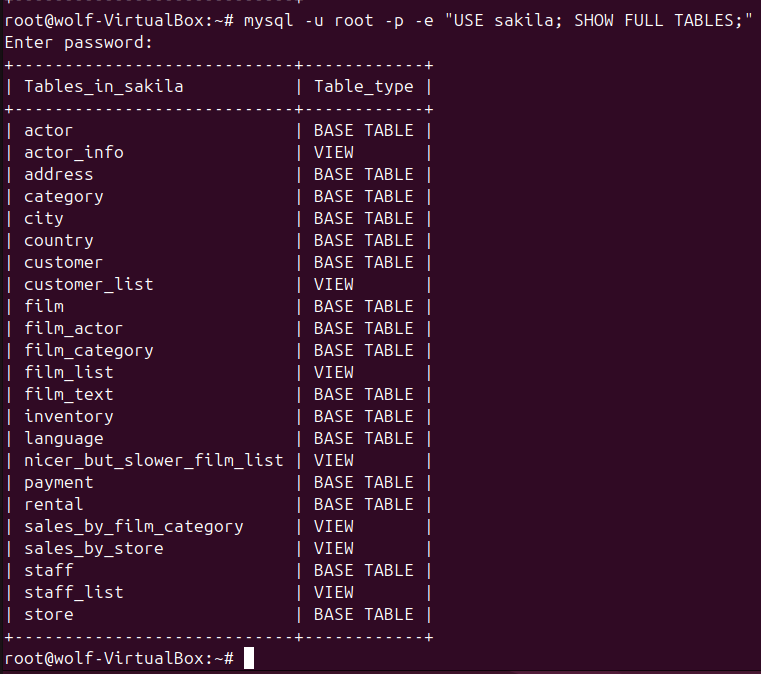 root@wolf-VirtualBox:~# mysql -u root -p -e "USE sakila; SHOW FULL TABLES;"
Enter password:
+----------------------------+------------+
| Tables_in_sakila           | Table_type |
+----------------------------+------------+
| actor                      | BASE TABLE |
| actor_info                 | VIEW       |
| address                    | BASE TABLE |
| category                   | BASE TABLE |
| city                       | BASE TABLE |
| country                    | BASE TABLE |
| customer                   | BASE TABLE |
| customer_list              | VIEW       |
| film                       | BASE TABLE |
| film_actor                 | BASE TABLE |
| film_category              | BASE TABLE |
| film_list                  | VIEW       |
| film_text                  | BASE TABLE |
| inventory                  | BASE TABLE |
| language                   | BASE TABLE |
| nicer_but_slower_film_list | VIEW       |
| payment                    | BASE TABLE |
| rental                     | BASE TABLE |
| sales_by_film_category     | VIEW       |
| sales_by_store             | VIEW       |
| staff                      | BASE TABLE |
| staff_list                 | VIEW       |
| store                      | BASE TABLE |
+----------------------------+------------+
root@wolf-VirtualBox:~#